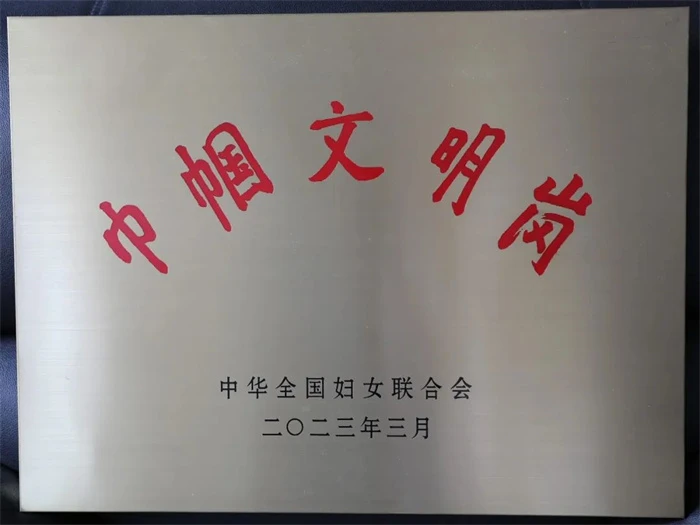 巾帼文明岗
中华全国妇女联合会
二〇二三年三月